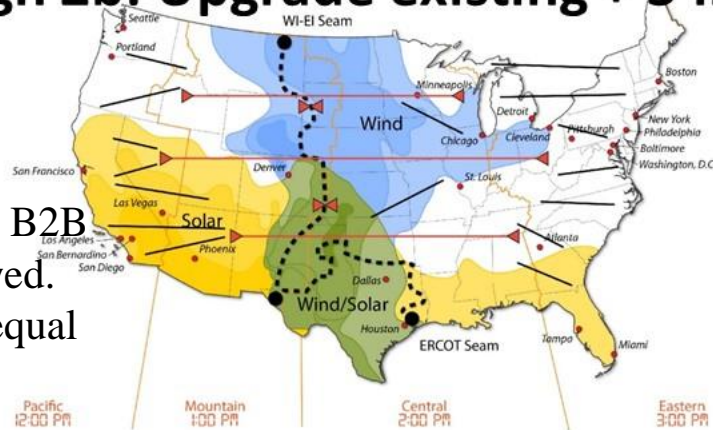 gn 2b: Upgrade existing + 3 n
WI-EI Seam
Seattle
Portland
Minneapolis
Boston
Wind
Detroit
New York
Chicago
Cleveland
Pittsburgh
Philadelphia
Baltimore
Washington, D.C
San Francisco
Denver
St. Louis
Las Vegas
Solar
B2B
Los Angeles
San Bernardino
San Diego
Phoenix
Atlanta
ved.
Dallas
Wind/Solar
equal
Houston
ERCOT Seam
Tampa
Miami
Pacific
12:00 PM
Mountain
1:00 PM
Central
2:00 PM
Eastern
3:00 PM